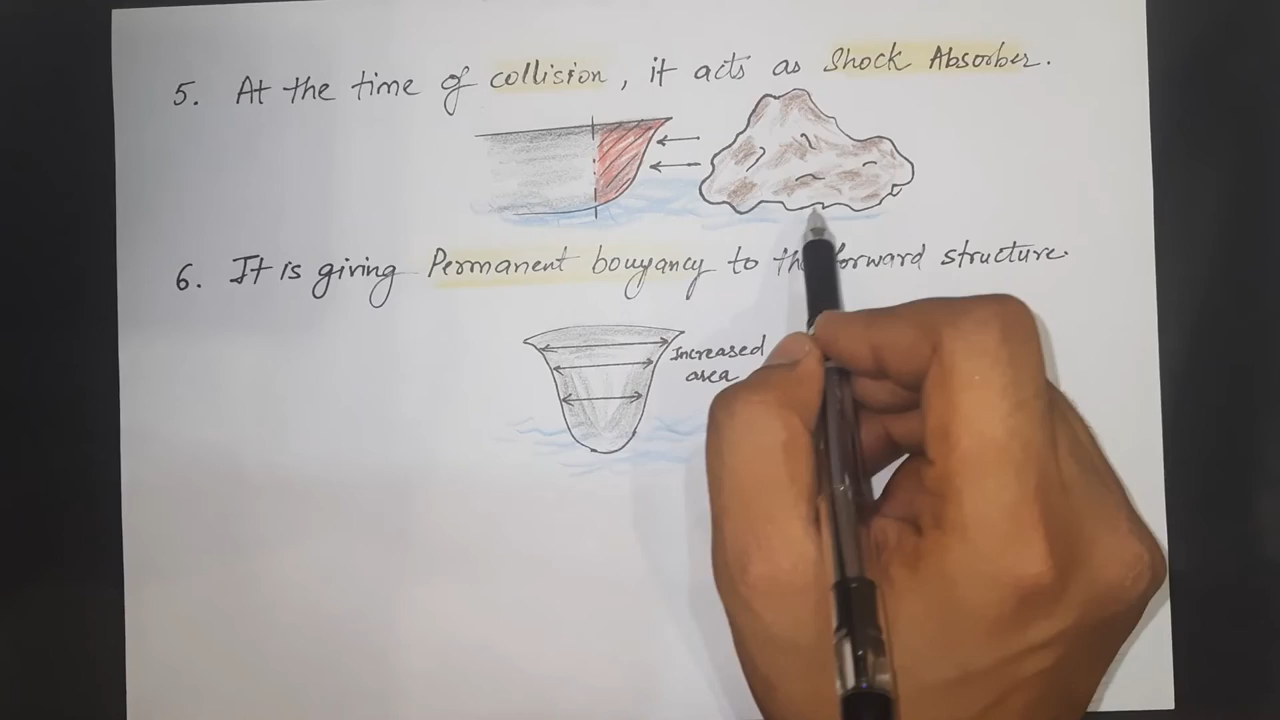 5. At the time of collision, it acts as Shock Absorber.
6. It is giving Permanent bouyancy to forward structure.
Increased
area